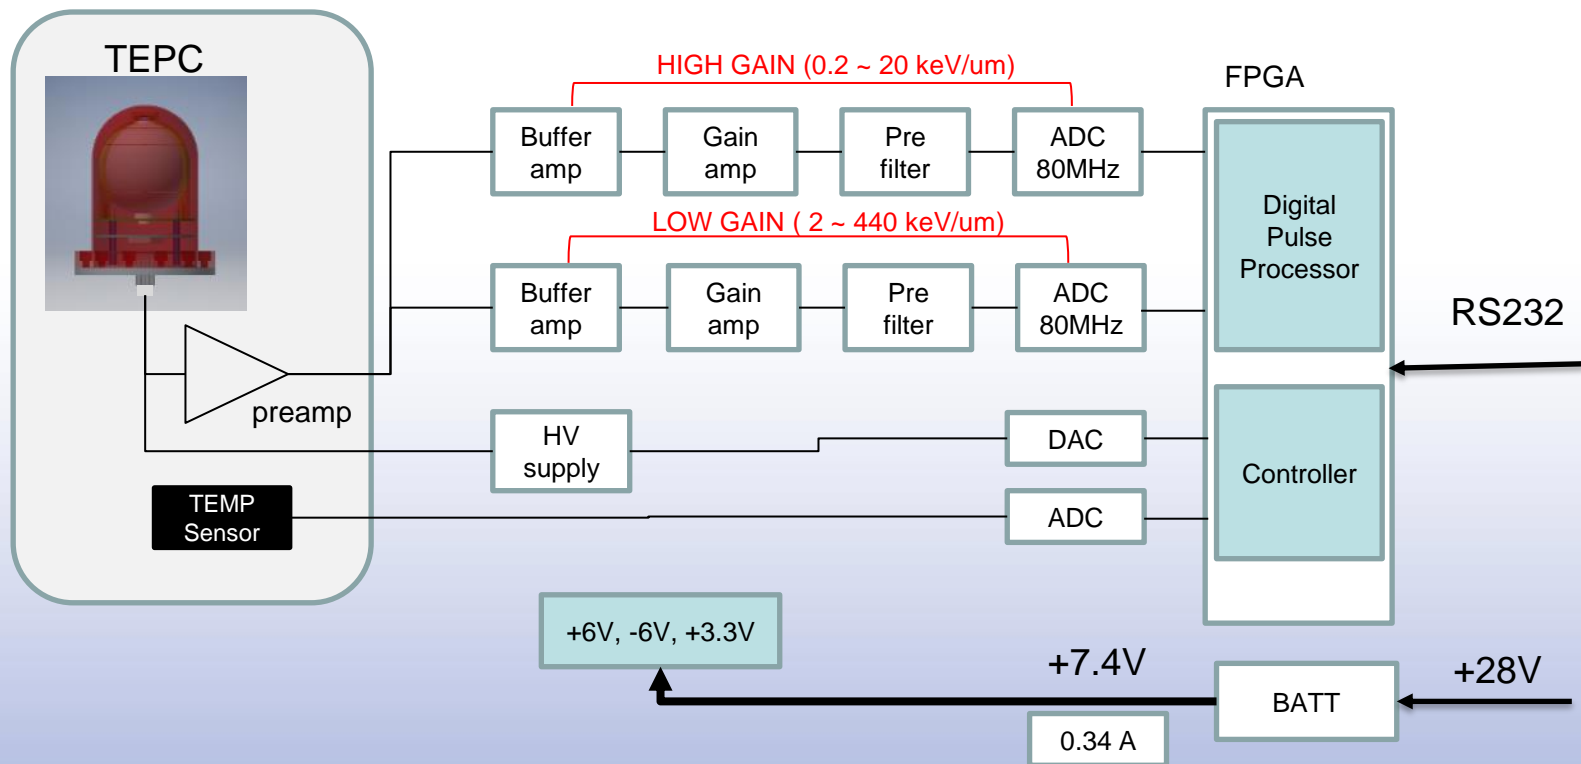 TEPC
HIGH GAIN (0.2 ~ 20 keV/um)
FPGA
Buffer
amp
Gain
amp
Pre
filter
ADC
80MHz
Digital
Pulse
Processor
LOW GAIN ( 2 ~ 440 keV/um)
Buffer
amp
Gain
amp
Pre
filter
ADC
80MHz
RS232
preamp
HV
supply
DAC
Controller
TEMP
Sensor
ADC
+6V, -6V, +3.3V
+7.4V
+28V
BATT
0.34 A